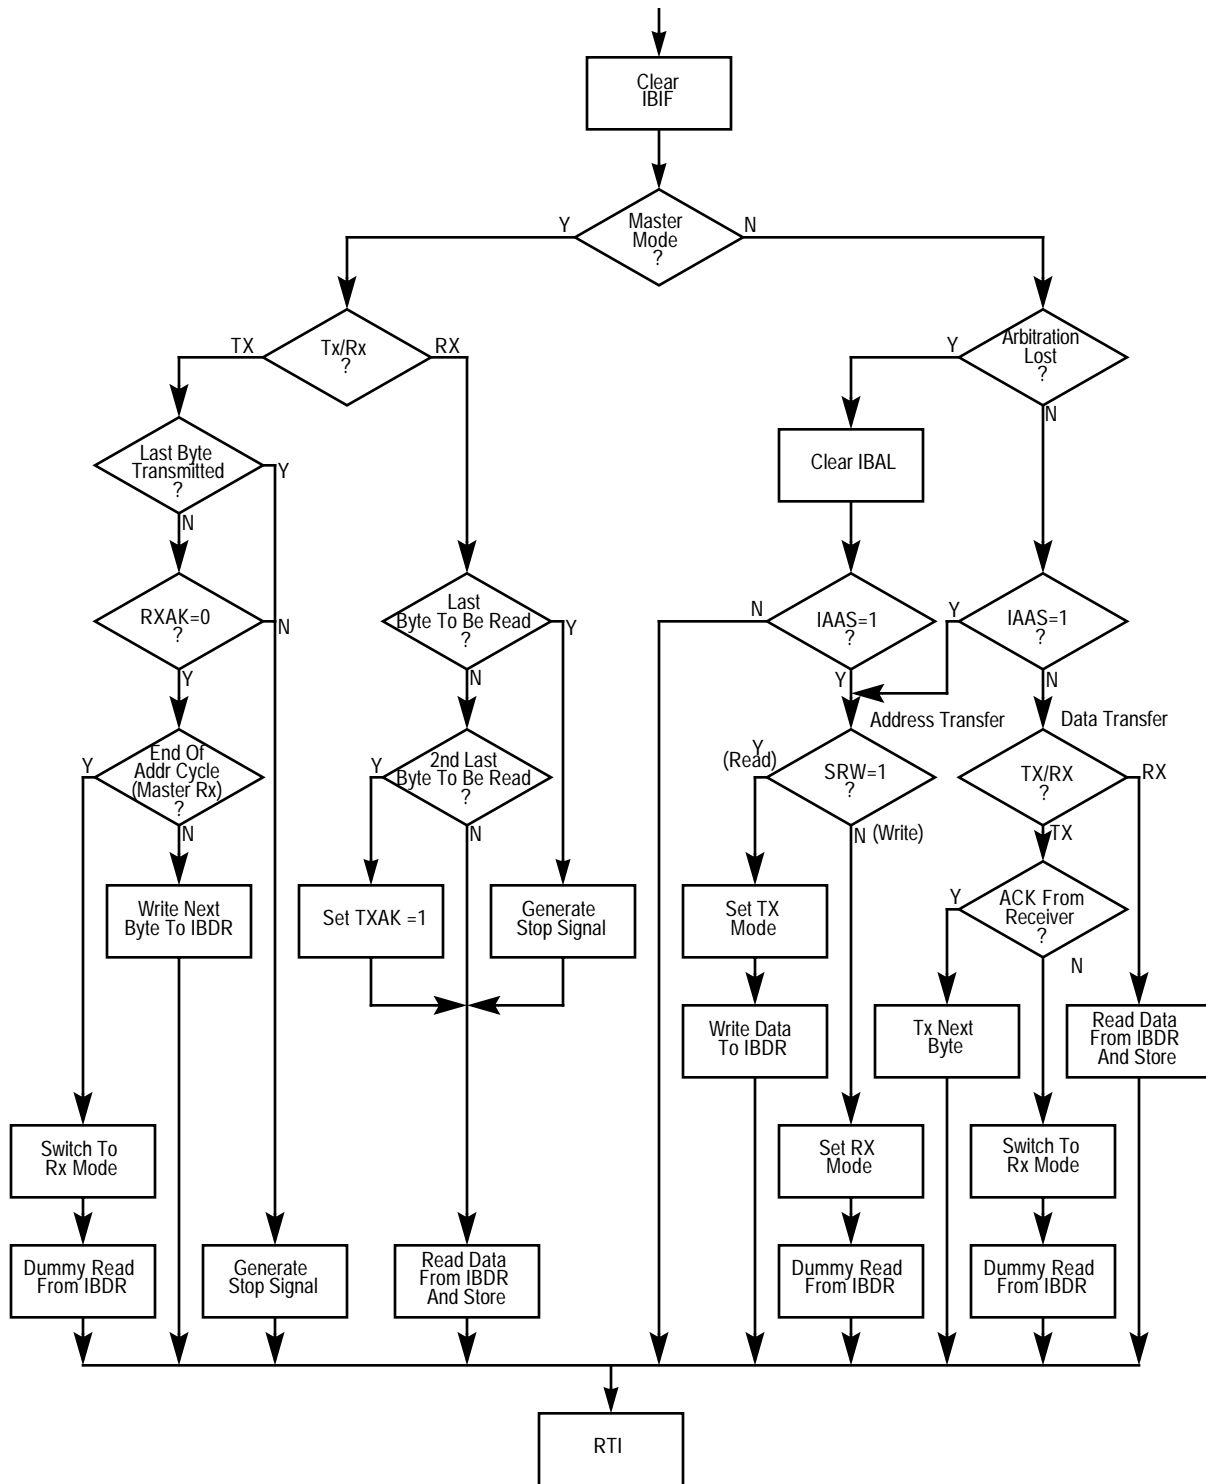 Clear
IBIF
Y
Master
Mode
?
N
TX
Tx/Rx
?
RX
Y
Arbitration
Lost
?
N
Last Byte
Transmitted
?
Y
N
Clear IBAL
RXAK=0
?
N
Y
Last
Byte To Be Read
?
Y
N
N
IAAS=1
?
Y
Y
IAAS=1
?
N
Address Transfer
Data Transfer
Y
End Of
Addr Cycle
(Master Rx)
?
N
Y
2nd Last
Byte To Be Read
?
N
Y
(Read)
SRW=1
?
N (Write)
TX/RX
?
RX
TX
Write Next
Byte To IBDR
Set TXAK =1
Generate
Stop Signal
Set TX
Mode
Y
ACK From
Receiver
?
N
Write Data
To IBDR
Tx Next
Byte
Read Data
From IBDR
And Store
Switch To
Rx Mode
Set RX
Mode
Switch To
Rx Mode
Dummy Read
From IBDR
Generate
Stop Signal
Read Data
From IBDR
And Store
Dummy Read
From IBDR
Dummy Read
From IBDR
RTI